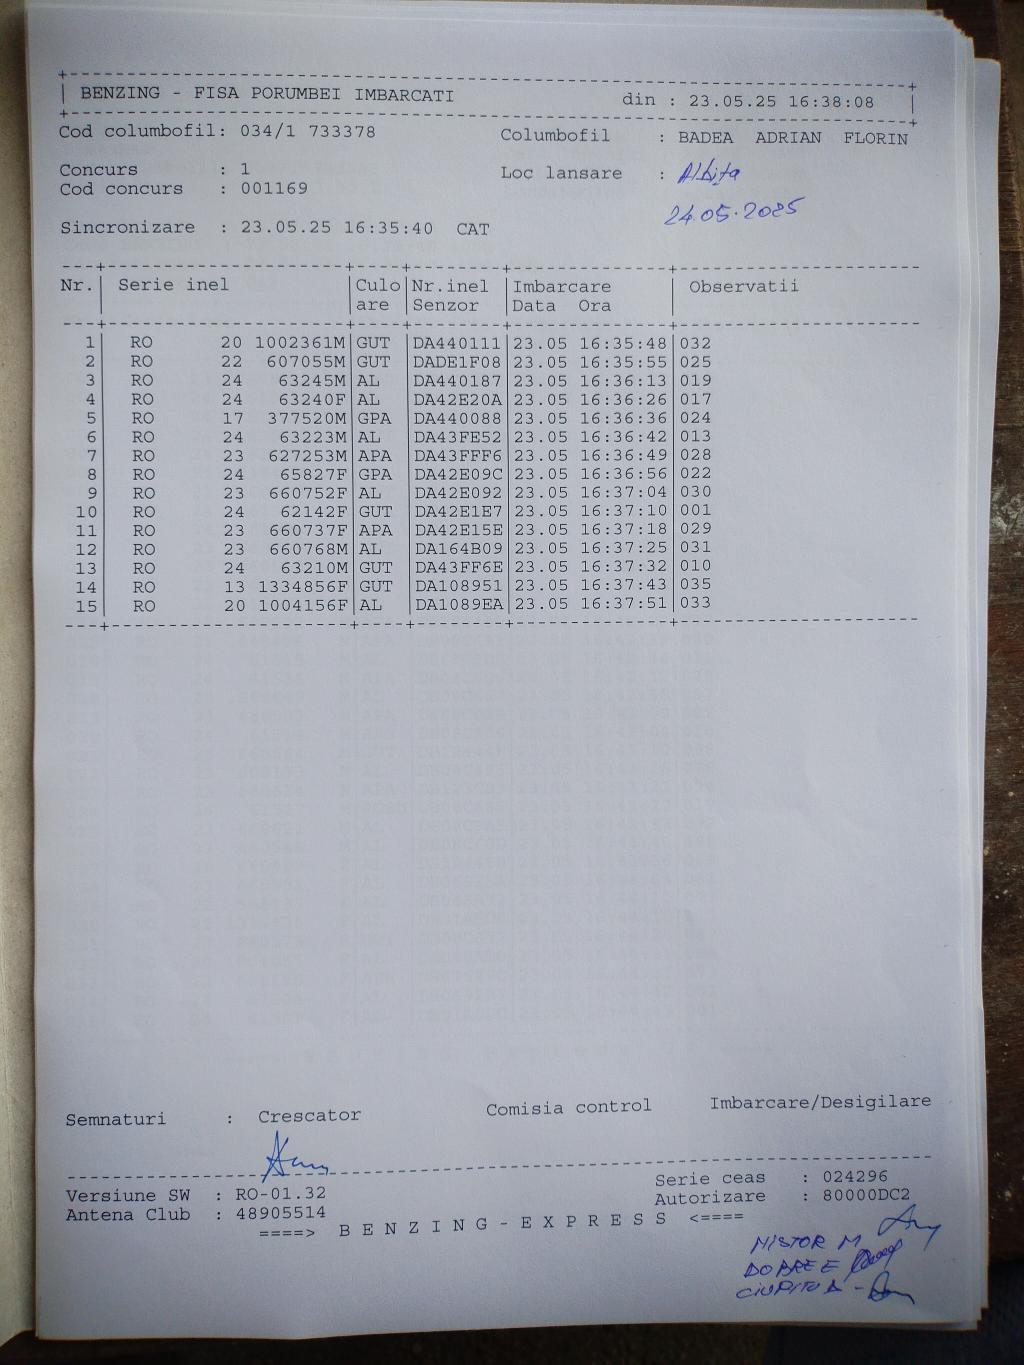 BENZING - FISA PORUMBEI IMBARCATI din : 23.05.25 16:38:08
Cod columbofil: 034/1 733378 Columbofil : BADEA ADRIAN FLORIN
Concurs : 1 Loc lansare : Albița
Cod concurs : 001169
24.05.2025
Sincronizare : 23.05.25 16:35:40 CAT
Nr. Serie inel Culo Nr.inel Imbarcare Observatii
are Senzor Data Ora
1 RO 20 1002361M GUT DA440111 23.05 16:35:48 032
2 RO 22 607055M GUT DADE1F08 23.05 16:35:55 025
3 RO 24 63245M AL DA440187 23.05 16:36:13 019
4 RO 24 63240F AL DA42E20A 23.05 16:36:26 017
5 RO 17 377520M GPA DA440088 23.05 16:36:36 024
6 RO 24 63223M AL DA43FE52 23.05 16:36:42 013
7 RO 23 627253M APA DA43FFF6 23.05 16:36:49 028
8 RO 24 65827F GPA DA42E09C 23.05 16:36:56 022
9 RO 23 660752F AL DA42E092 23.05 16:37:04 030
10 RO 24 62142F GUT DA42E1E7 23.05 16:37:10 001
11 RO 23 660737F APA DA42E15E 23.05 16:37:18 029
12 RO 23 660768M AL DA164B09 23.05 16:37:25 031
13 RO 24 63210M GUT DA43FF6E 23.05 16:37:32 010
14 RO 13 1334856F GUT DA108951 23.05 16:37:43 035
15 RO 20 1004156F AL DA1089EA 23.05 16:37:51 033
Semnaturi : Crescator Comisia control Imbarcare/Desigilare
Versiune SW : RO-01.32 Serie ceas : 024296
Antena Club : 48905514 Autorizare : 80000DC2
====> B E N Z I N G - E X P R E S S <====
NISTOR M
DOBRE E
CIUPITU A -